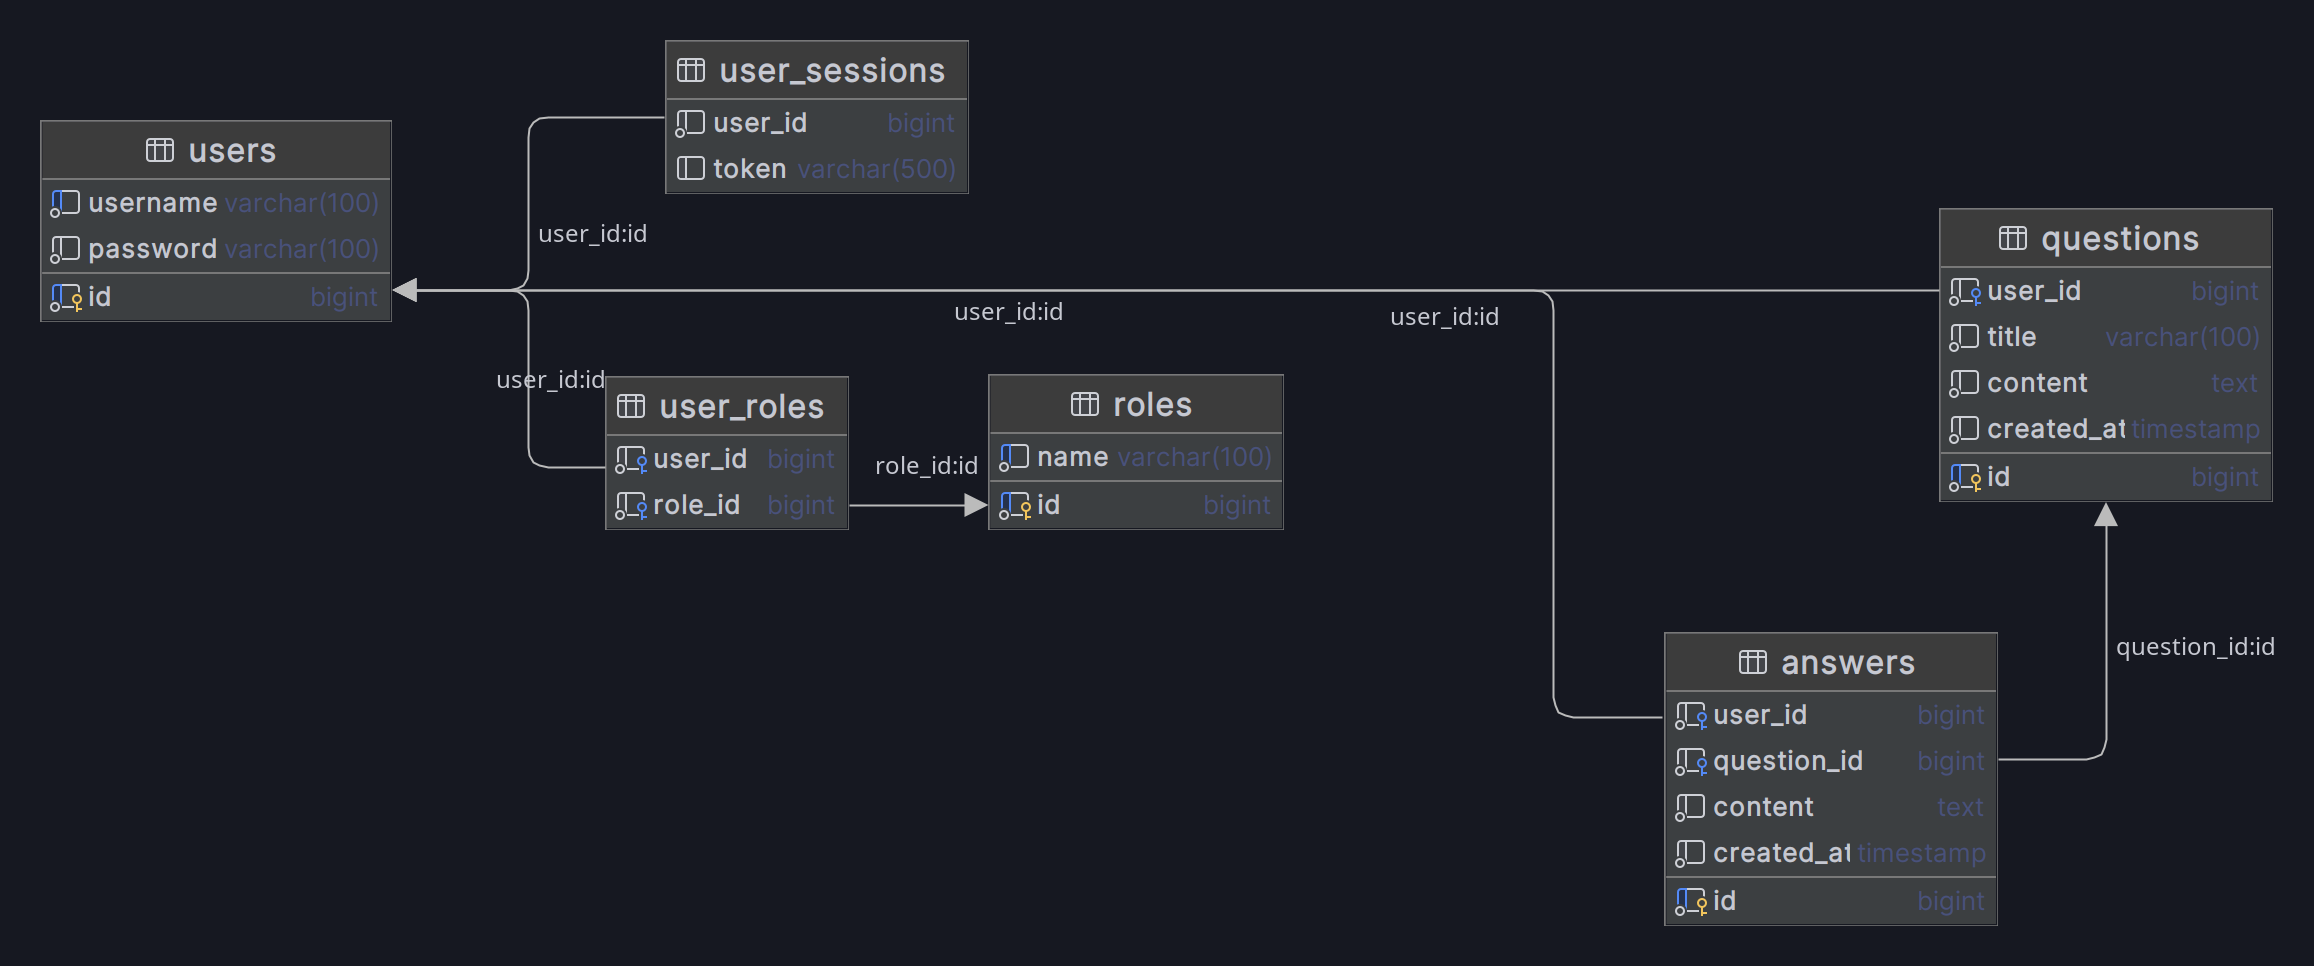 user_sessions
user_id bigint
token varchar(500)
users
username varchar(100)
password varchar(100)
id bigint
user_id:id
questions
user_id bigint
title varchar(100)
content text
created_at timestamp
id bigint
user_id:id
user_id:id
user_id:id
user_roles
user_id bigint
role_id bigint
role_id:id
roles
name varchar(100)
id bigint
question_id:id
answers
user_id bigint
question_id bigint
content text
created_at timestamp
id bigint